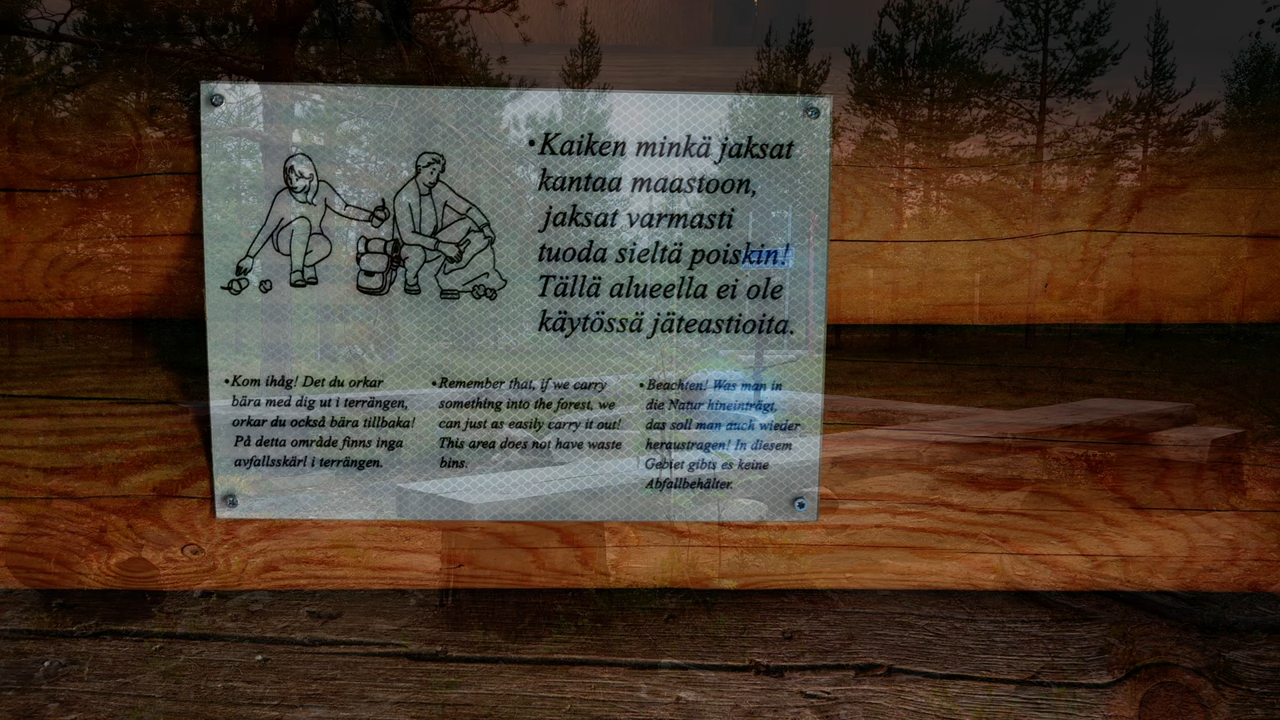 •Kaiken minkä jaksat
kantaa maastoon,
jaksat varmasti
tuoda sieltä poiskin!
Tällä alueella ei ole
käytössä jäteastioita.
•Kom ihåg! Det du orkar
bära med dig ut i terrängen,
orkar du också bära tillbaka!
På detta område finns inga
avfallsskärl i terrängen.
•Remember that, if we carry
something into the forest, we
can just as easily carry it out!
This area does not have waste
bins.
•Beachten! Was man in
die Natur hineinträgt,
das soll man auch wieder
heraustragen! In diesem
Gebiet gibts es keine
Abfallbehälter.